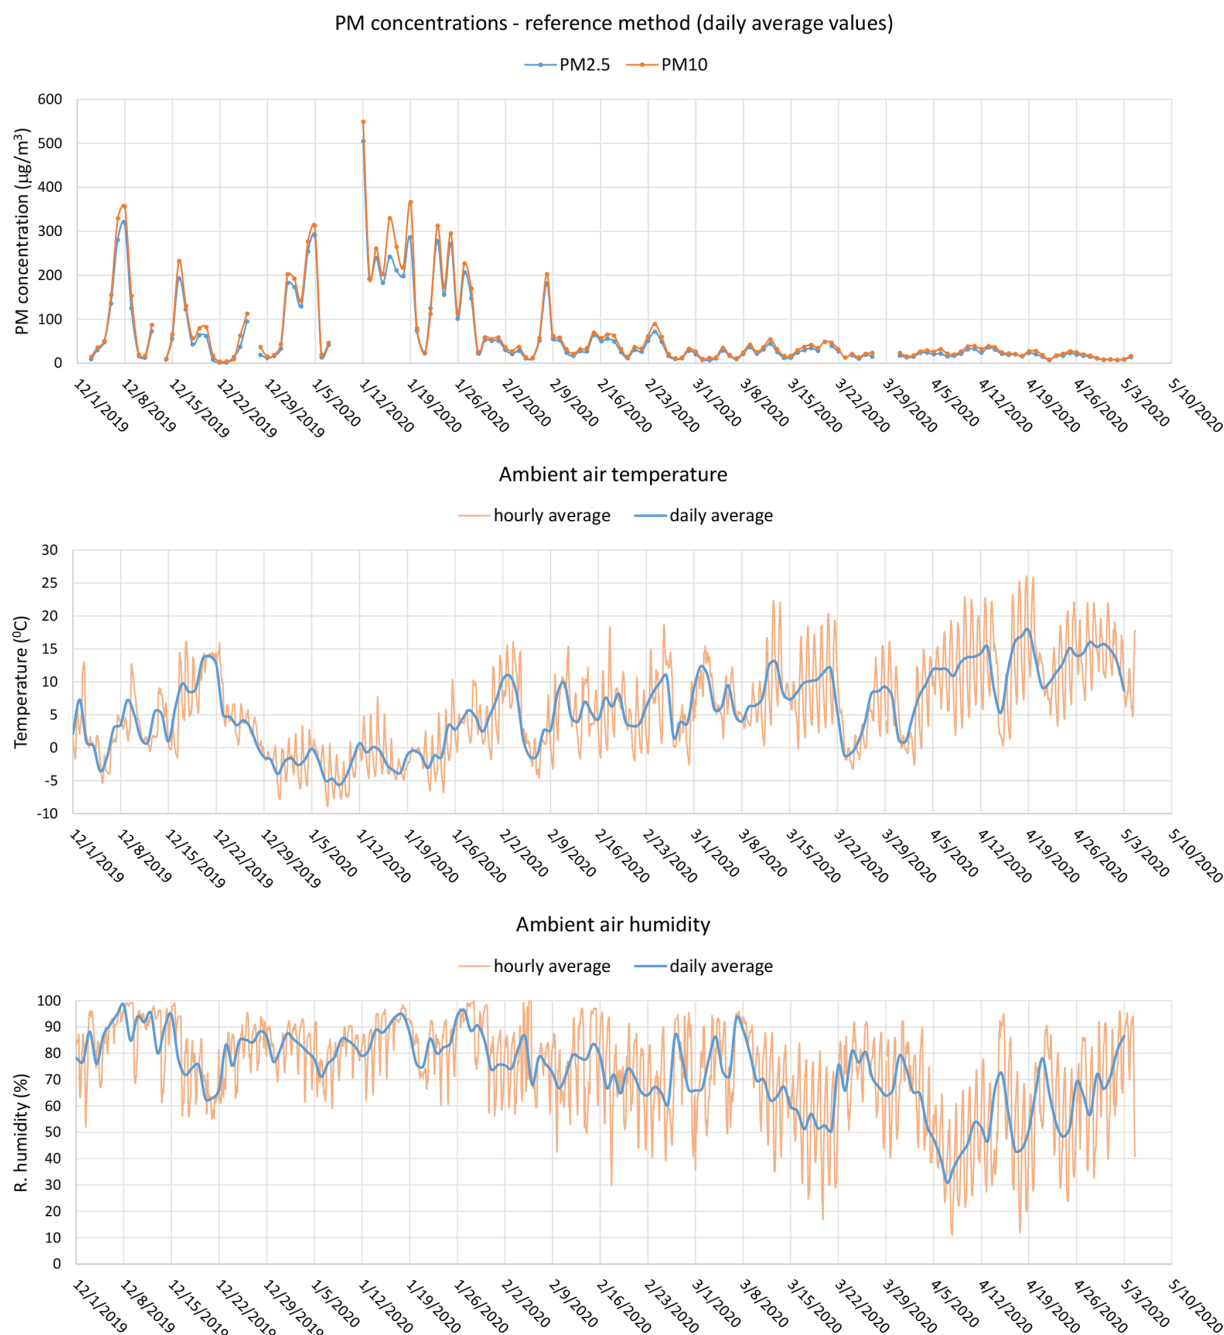 PM concentrations - reference method (daily average values)
PM2.5 PM10
600
500
400
300
200
100
0
PM concentration (µg/m³)
12/1/2019 12/8/2019 12/15/2019 12/22/2019 12/29/2019 1/5/2020 1/12/2020 1/19/2020 1/26/2020 2/2/2020 2/9/2020 2/16/2020 2/23/2020 3/1/2020 3/8/2020 3/15/2020 3/22/2020 3/29/2020 4/5/2020 4/12/2020 4/19/2020 4/26/2020 5/3/2020 5/10/2020
Ambient air temperature
hourly average daily average
30
25
20
15
10
5
0
-5
-10
Temperature (⁰C)
12/1/2019 12/8/2019 12/15/2019 12/22/2019 12/29/2019 1/5/2020 1/12/2020 1/19/2020 1/26/2020 2/2/2020 2/9/2020 2/16/2020 2/23/2020 3/1/2020 3/8/2020 3/15/2020 3/22/2020 3/29/2020 4/5/2020 4/12/2020 4/19/2020 4/26/2020 5/3/2020 5/10/2020
Ambient air humidity
hourly average daily average
100
90
80
70
60
50
40
30
20
10
0
R. humidity (%)
12/1/2019 12/8/2019 12/15/2019 12/22/2019 12/29/2019 1/5/2020 1/12/2020 1/19/2020 1/26/2020 2/2/2020 2/9/2020 2/16/2020 2/23/2020 3/1/2020 3/8/2020 3/15/2020 3/22/2020 3/29/2020 4/5/2020 4/12/2020 4/19/2020 4/26/2020 5/3/2020 5/10/2020